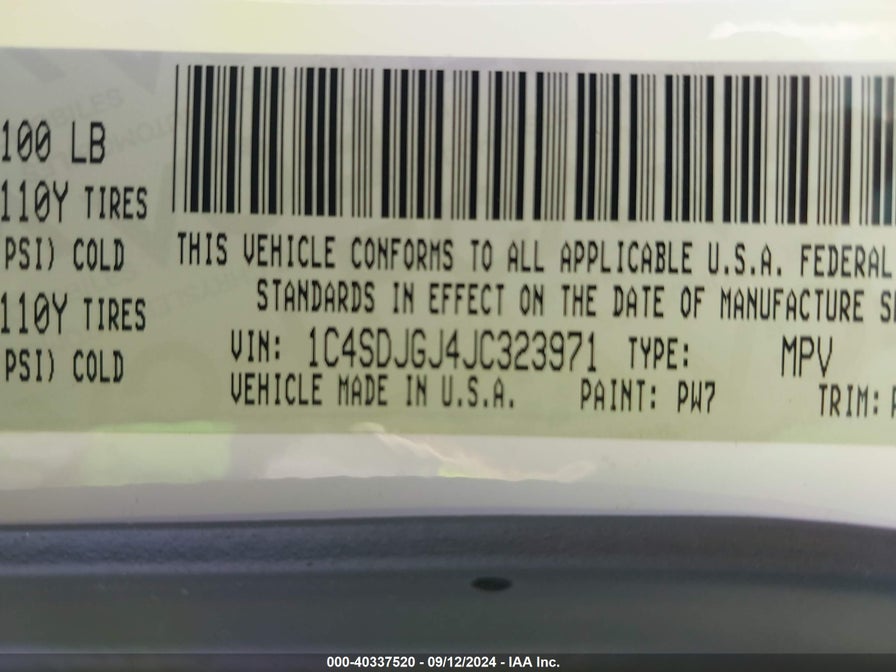 100 LB
110Y TIRES
PSI) COLD
110Y TIRES
PSI) COLD
THIS VEHICLE CONFORMS TO ALL APPLICABLE U.S.A. FEDERAL
STANDARDS IN EFFECT ON THE DATE OF MANUFACTURE
VIN: 1C4SDJGJ4JC323971 TYPE: MPV
VEHICLE MADE IN U.S.A. PAINT: PW7 TRIM:
000-40337520 - 09/12/2024 - IAA Inc.